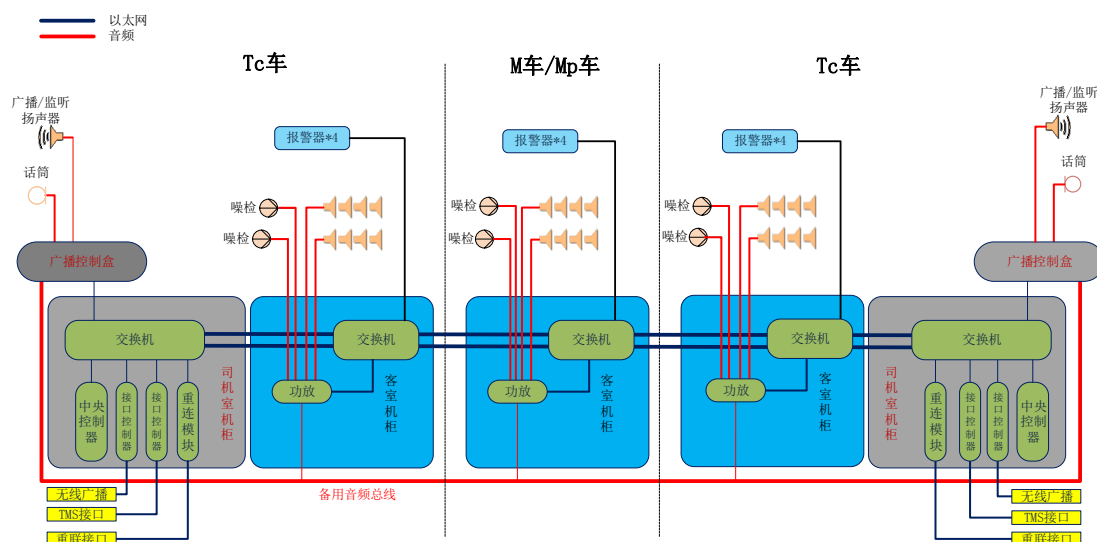 以太网
音频
Tc车
M车/Mp车
Tc车
广播/监听
扬声器
话筒
报警器*4
报警器*4
报警器*4
广播/监听
扬声器
话筒
噪检
噪检
噪检
噪检
噪检
噪检
广播控制盒
广播控制盒
交换机
交换机
交换机
交换机
交换机
功放
功放
功放
中央控制器
接口控制器
接口控制器
重连模块
司机室机柜
客室机柜
客室机柜
客室机柜
司机室机柜
重连模块
接口控制器
接口控制器
中央控制器
无线广播
TMS接口
重联接口
备用音频总线
无线广播
TMS接口
重联接口